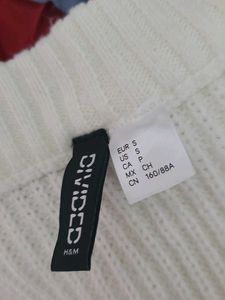 DIVIDED
H&M
EUR S
US S
CA P
MX CH
CN 160/88A